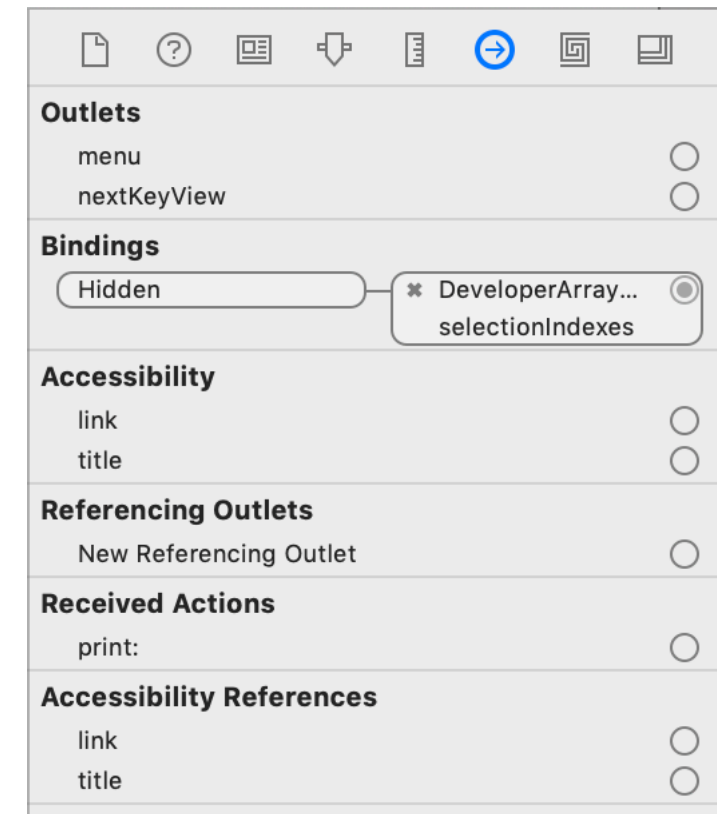 Outlets
menu
nextKeyView
Bindings
Hidden
DeveloperArray...
selectionIndexes
Accessibility
link
title
Referencing Outlets
New Referencing Outlet
Received Actions
print:
Accessibility References
link
title